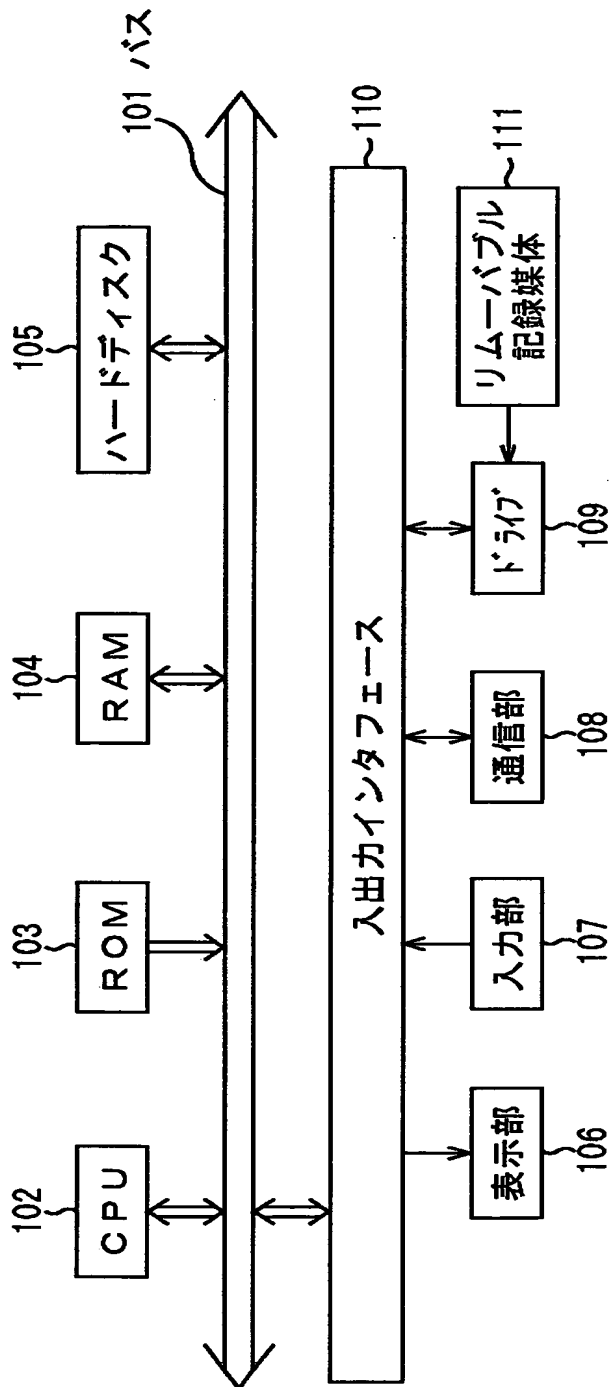 102
CPU
103
ROM
104
RAM
105
ハードディスク
101 バス
110
入出力インタフェース
表示部
106
入力部
107
通信部
108
ドライブ
109
リムーバブル
記録媒体
111